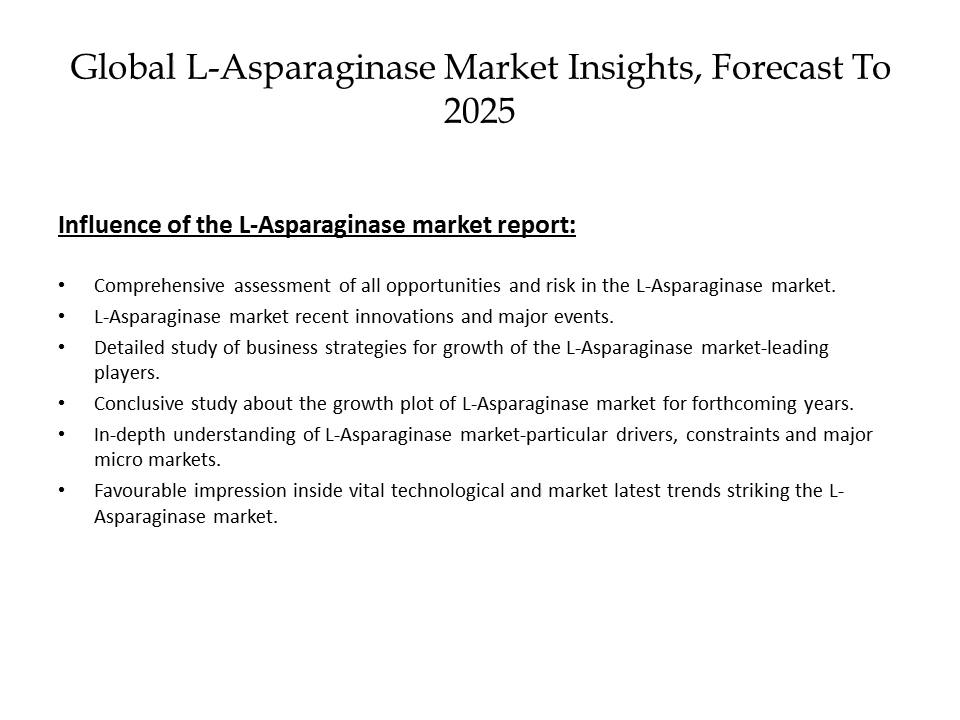 Global L-Asparaginase Market Insights, Forecast To
2025
Influence of the L-Asparaginase market report:
• Comprehensive assessment of all opportunities and risk in the L-Asparaginase market.
• L-Asparaginase market recent innovations and major events.
• Detailed study of business strategies for growth of the L-Asparaginase market-leading
players.
• Conclusive study about the growth plot of L-Asparaginase market for forthcoming years.
• In-depth understanding of L-Asparaginase market-particular drivers, constraints and major
micro markets.
• Favourable impression inside vital technological and market latest trends striking the L-
Asparaginase market.